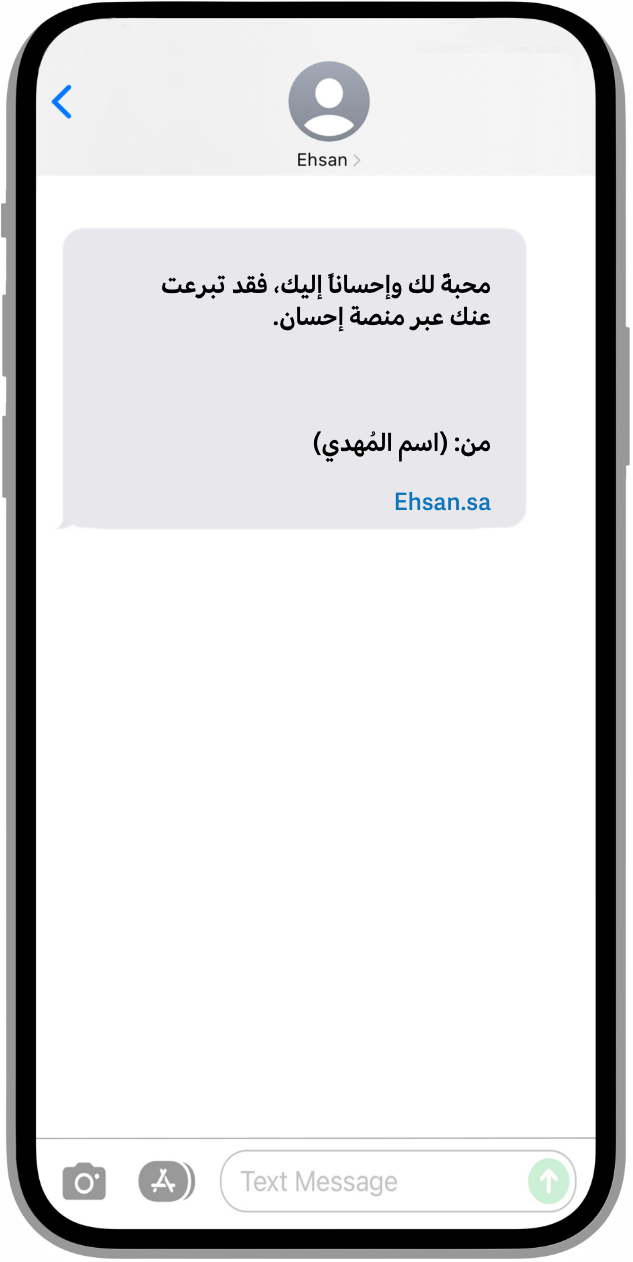 Ehsan
محبةً لك وإحساناً إليك، فقد تبرعت
عنك عبر منصة إحسان.
من: (اسم المُهدي)
Ehsan.sa
Text Message